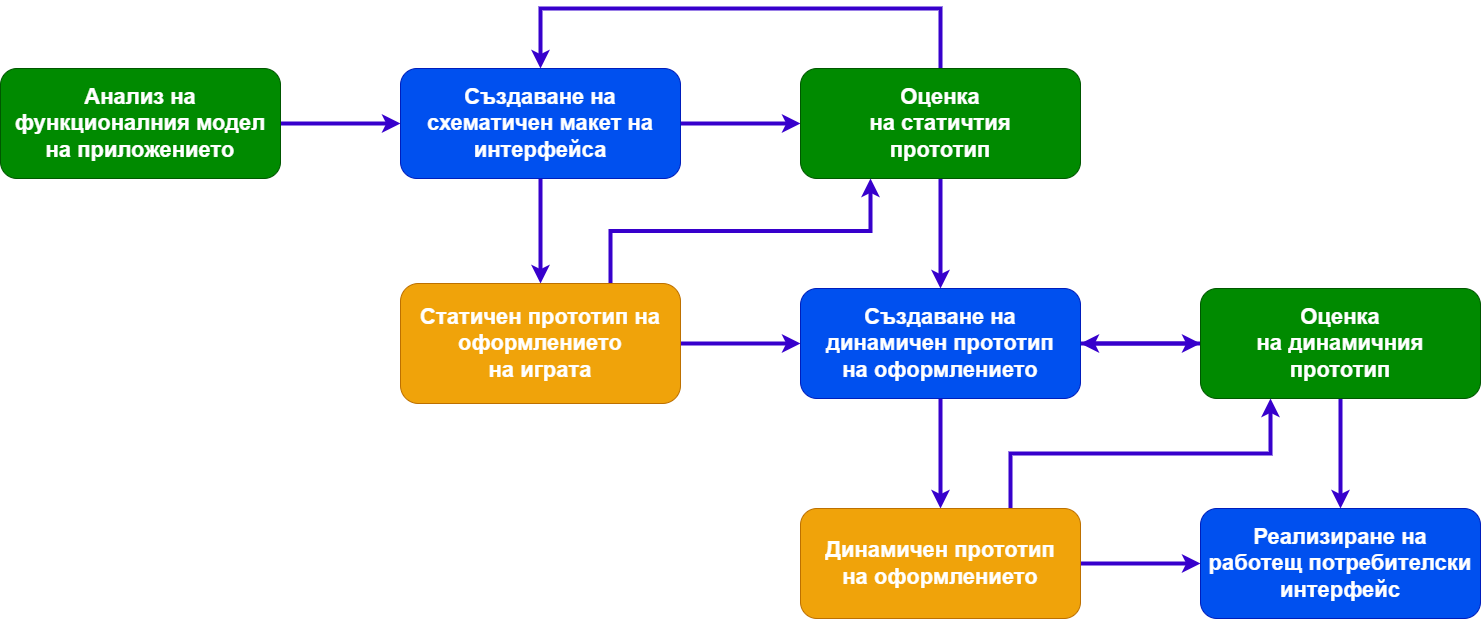 Анализ на
функционалния модел
на приложението
Създаване на
схематичен макет на
интерфейса
Оценка
на статичтия
прототип
Статичен прототип на
оформлението
на играта
Създаване на
динамичен прототип
на оформлението
Оценка
на динамичния
прототип
Динамичен прототип
на оформлението
Реализиране на
работещ потребителски
интерфейс